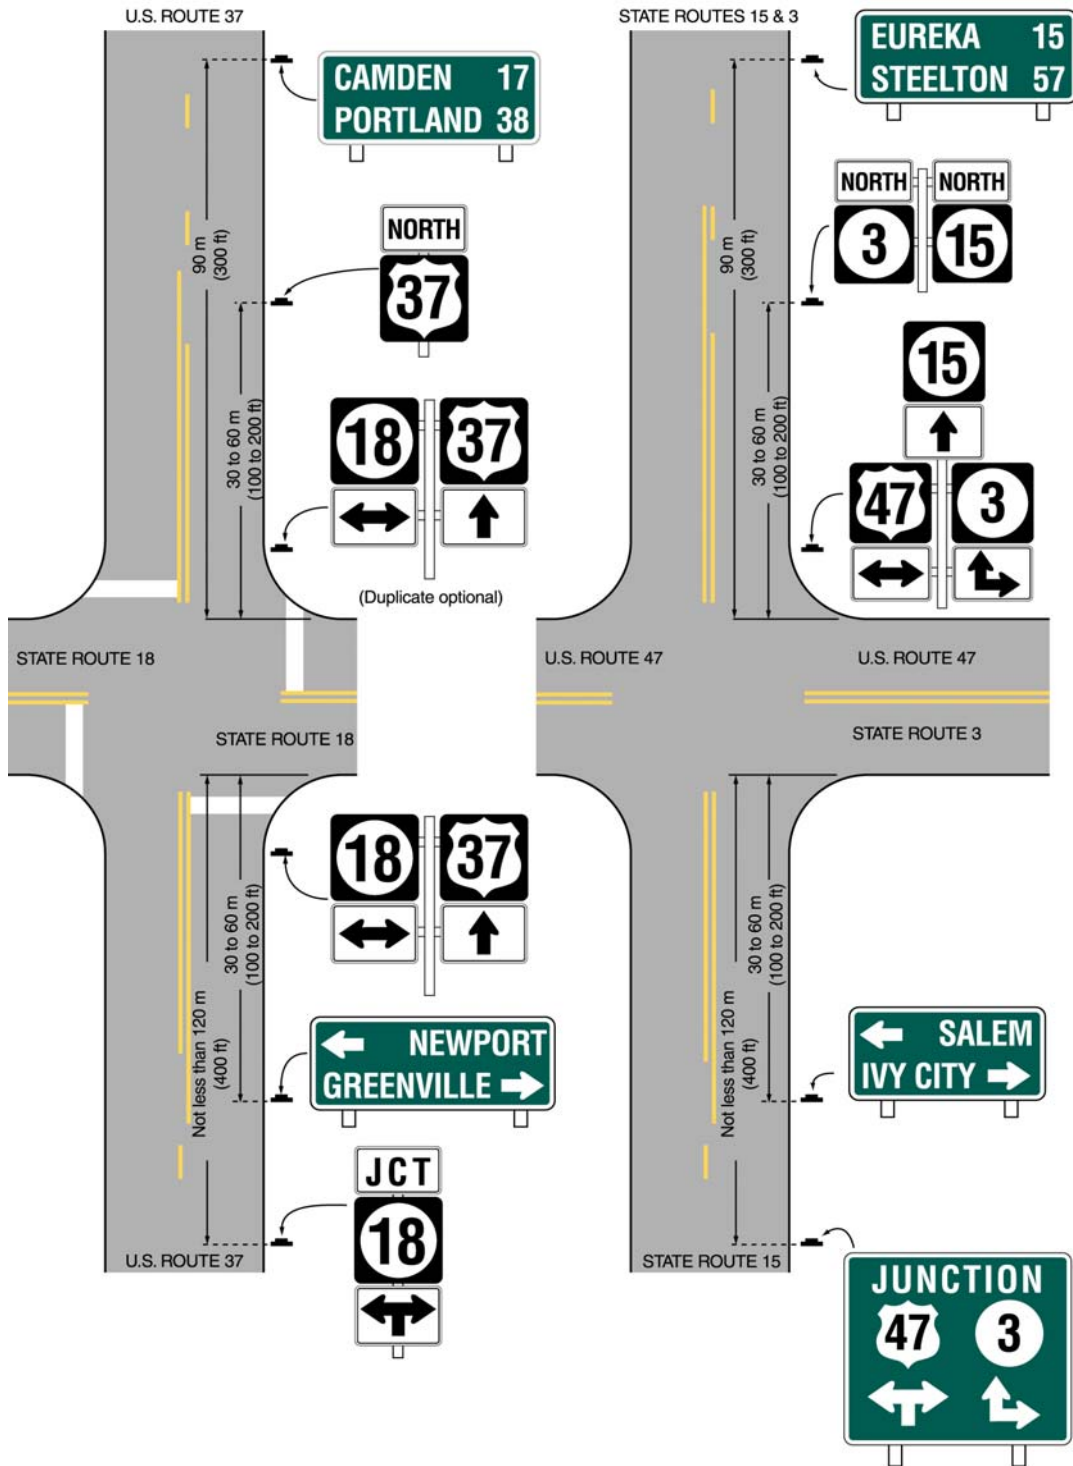 U.S. ROUTE 37
CAMDEN 17
PORTLAND 38
90 m
(300 ft)
NORTH
37
30 to 60 m
(100 to 200 ft)
18 37
(Duplicate optional)
STATE ROUTE 18
STATE ROUTE 18
30 to 60 m
(100 to 200 ft)
18 37
Not less than 120 m
(400 ft)
NEWPORT
GREENVILLE
JCT
18
U.S. ROUTE 37
STATE ROUTES 15 & 3
EUREKA 15
STEELTON 57
90 m
(300 ft)
NORTH NORTH
3 15
30 to 60 m
(100 to 200 ft)
15
47 3
U.S. ROUTE 47
U.S. ROUTE 47
STATE ROUTE 3
30 to 60 m
(100 to 200 ft)
Not less than 120 m
(400 ft)
SALEM
IVY CITY
STATE ROUTE 15
JUNCTION
47 3